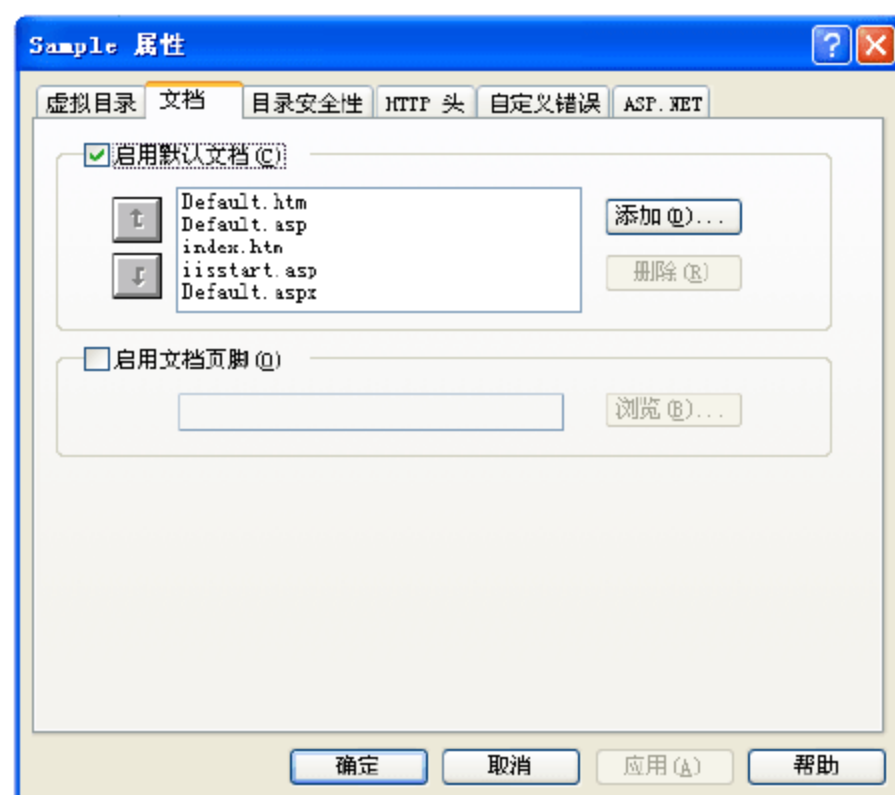 Sample 属性
虚拟目录 文档 目录安全性 HTTP 头 自定义错误 ASP.NET
启用默认文档(C)
Default.htm
Default.asp
index.htm
iisstart.asp
Default.aspx
添加(D)...
删除(R)
启用文档页脚(O)
浏览(B)...
确定 取消 应用(A) 帮助